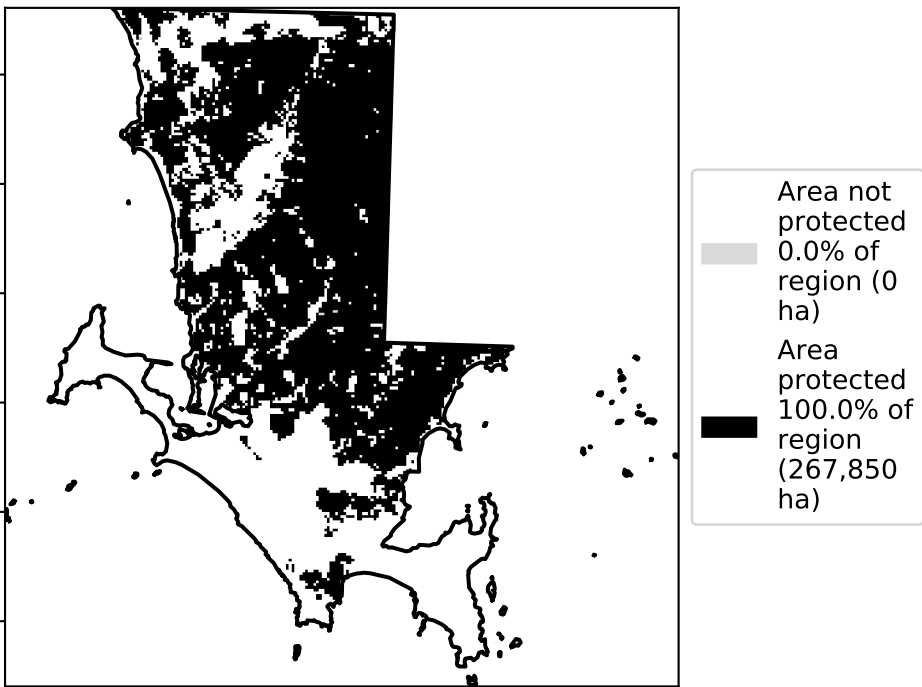 Area not
protected
0.0% of
region (0
ha)
Area
protected
100.0% of
region
(267,850
ha)